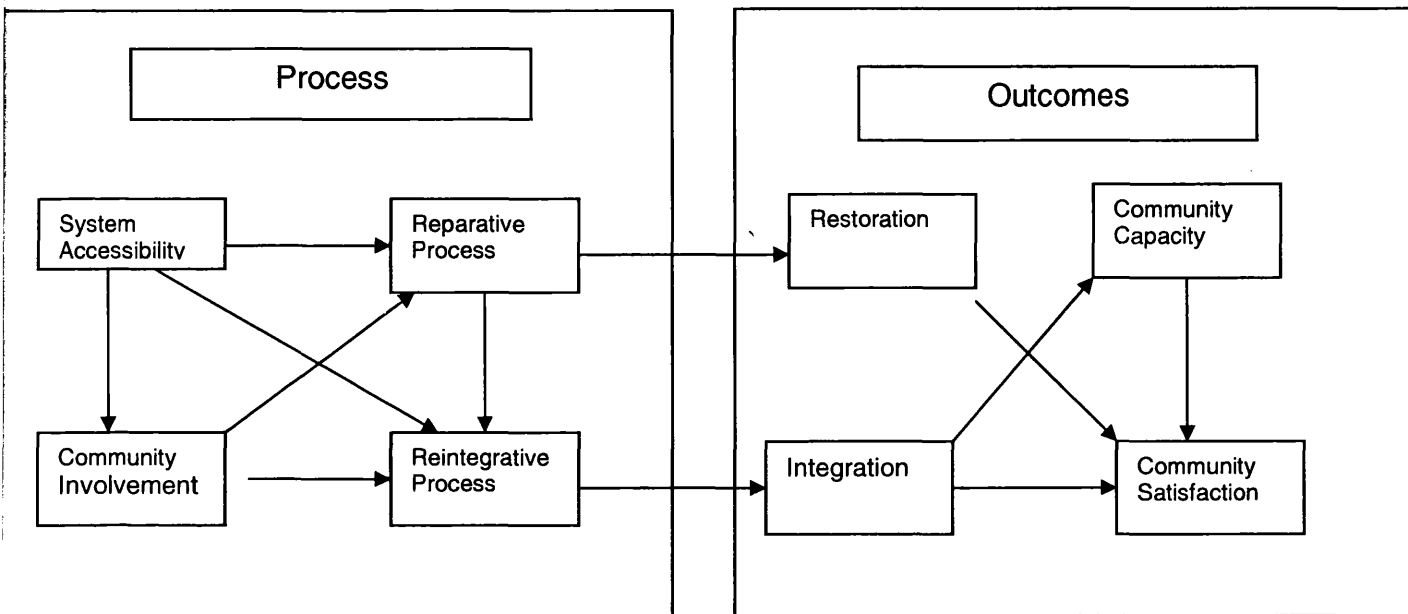 Process
System
Accessibility
Reparative
Process
Community
Involvement
Reintegrative
Process
Outcomes
Restoration
Community
Capacity
Integration
Community
Satisfaction